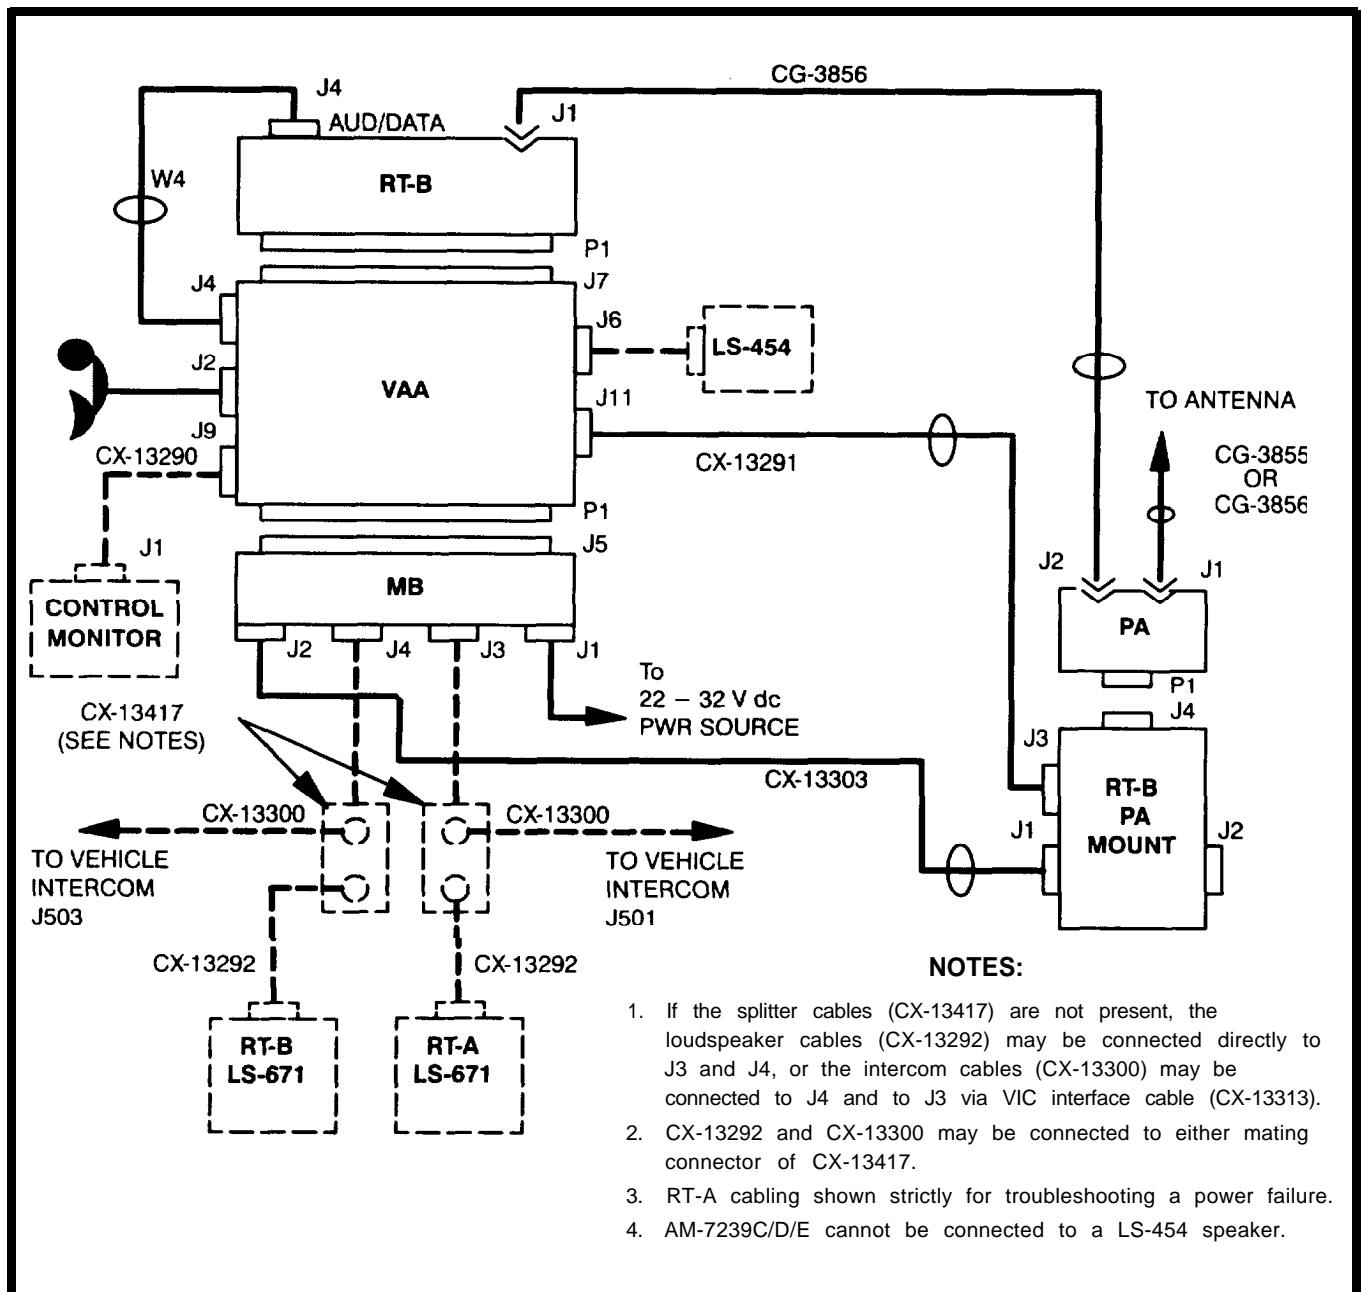 CG-3856
J4
AUD/DATA
J1
RT-B
W4
P1
J7
J4
J6
LS-454
J2
VAA
J11
TO ANTENNA
J9
CX-13290
CX-13291
CG-3855
OR
CG-3856
P1
J1
J5
J2
J1
MB
CONTROL
MONITOR
PA
J2
J4
J3
J1
To
22 – 32 V dc
PWR SOURCE
P1
J4
CX-13417
(SEE NOTES)
J3
CX-13303
RT-B
PA
MOUNT
CX-13300
CX-13300
J1
J2
TO VEHICLE
INTERCOM
J503
TO VEHICLE
INTERCOM
J501
CX-13292
CX-13292
RT-B
LS-671
RT-A
LS-671
NOTES:
1. If the splitter cables (CX-13417) are not present, the
loudspeaker cables (CX-13292) may be connected directly to
J3 and J4, or the intercom cables (CX-13300) may be
connected to J4 and to J3 via VIC interface cable (CX-13313).
2. CX-13292 and CX-13300 may be connected to either mating
connector of CX-13417.
3. RT-A cabling shown strictly for troubleshooting a power failure.
4. AM-7239C/D/E cannot be connected to a LS-454 speaker.